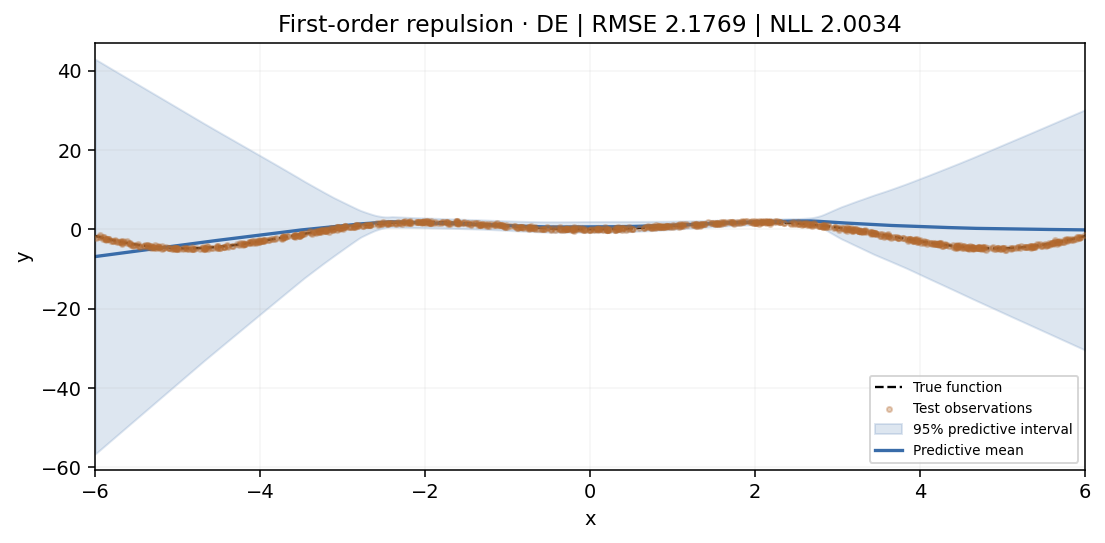 First-order repulsion · DE | RMSE 2.1769 | NLL 2.0034
y
40
20
0
−20
−40
−60
−6
−4
−2
0
2
4
6
x
True function
Test observations
95% predictive interval
Predictive mean